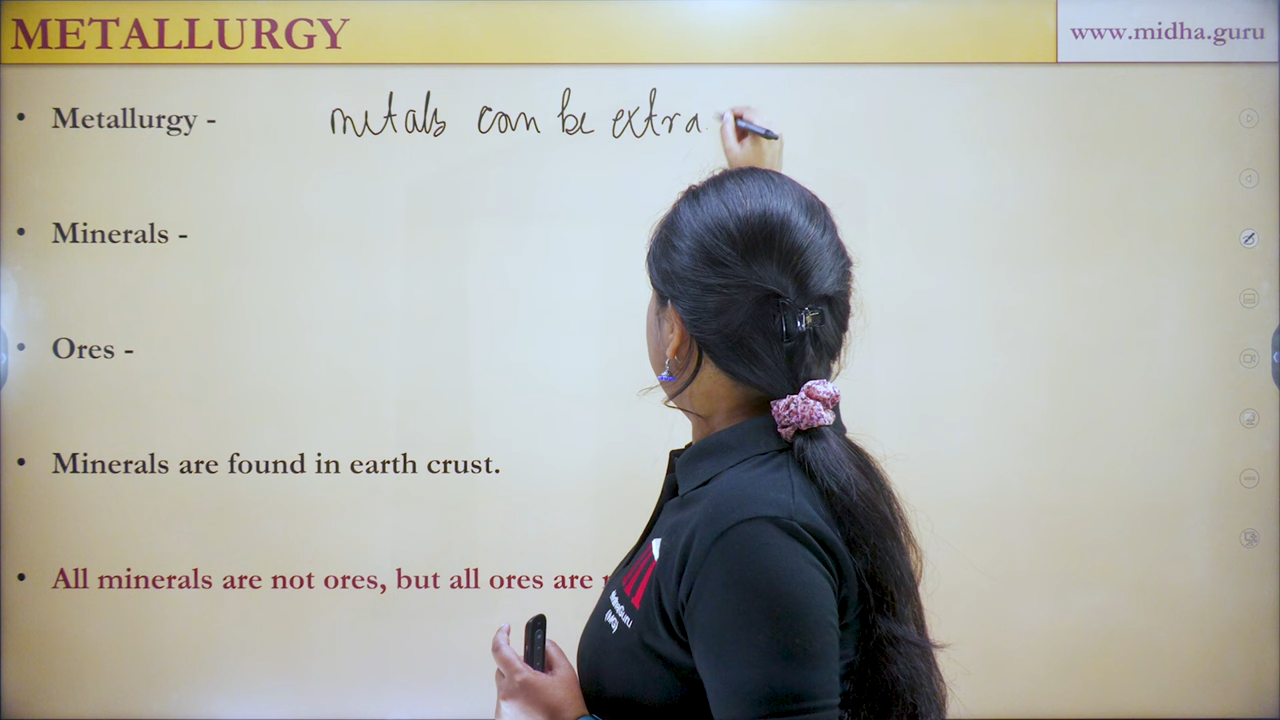 METALLURGY
www.midha.guru
• Metallurgy - metals can be extra
• Minerals -
• Ores -
• Minerals are found in earth crust.
• All minerals are not ores, but all ores are
MidhaGuru